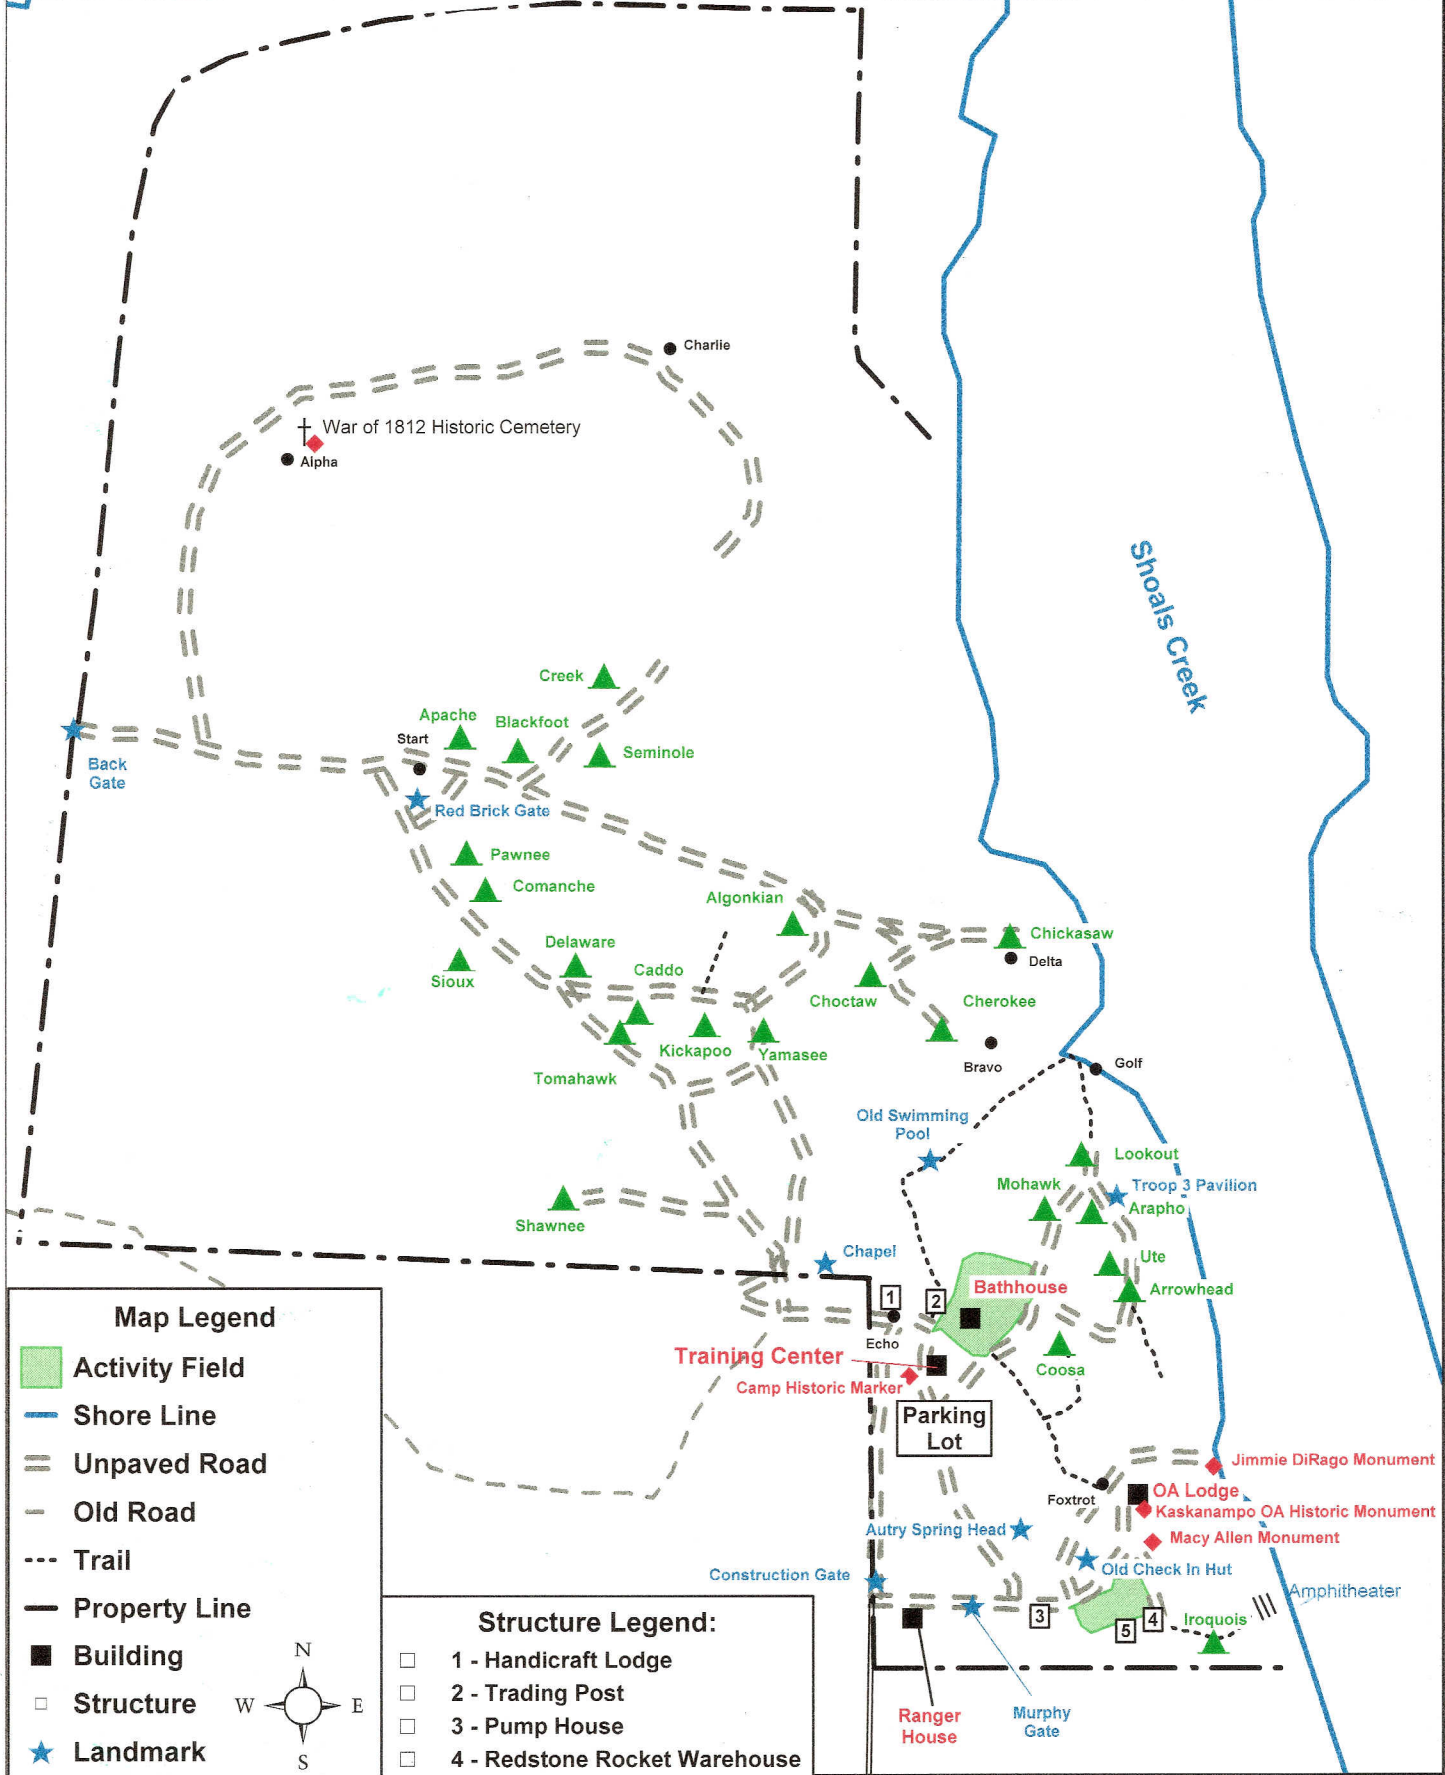 Charlie
War of 1812 Historic Cemetery
Alpha
Shoals Creek
Creek
Apache
Blackfoot
Start
Seminole
Back
Gate
Red Brick Gate
Pawnee
Comanche
Algonkian
Chickasaw
Delaware
Delta
Caddo
Sioux
Choctaw
Cherokee
Kickapoo
Yamasee
Bravo
Golf
Tomahawk
Old Swimming
Pool
Lookout
Mohawk
Troop 3 Pavilion
Arapho
Shawnee
Chapel
Ute
Bathhouse
Arrowhead
1
2
Echo
Training Center
Coosa
Camp Historic Marker
Parking
Lot
Jimmie DiRago Monument
OA Lodge
Foxtrot
Kaskanampo OA Historic Monument
Autry Spring Head
Macy Allen Monument
Old Check In Hut
Construction Gate
Amphitheater
3
4
5
Iroquois
Ranger
House
Murphy
Gate
Map Legend
Activity Field
Shore Line
Unpaved Road
Old Road
Trail
Property Line
Building
Structure
Landmark
N
W
E
S
Structure Legend:
1 - Handicraft Lodge
2 - Trading Post
3 - Pump House
4 - Redstone Rocket Warehouse